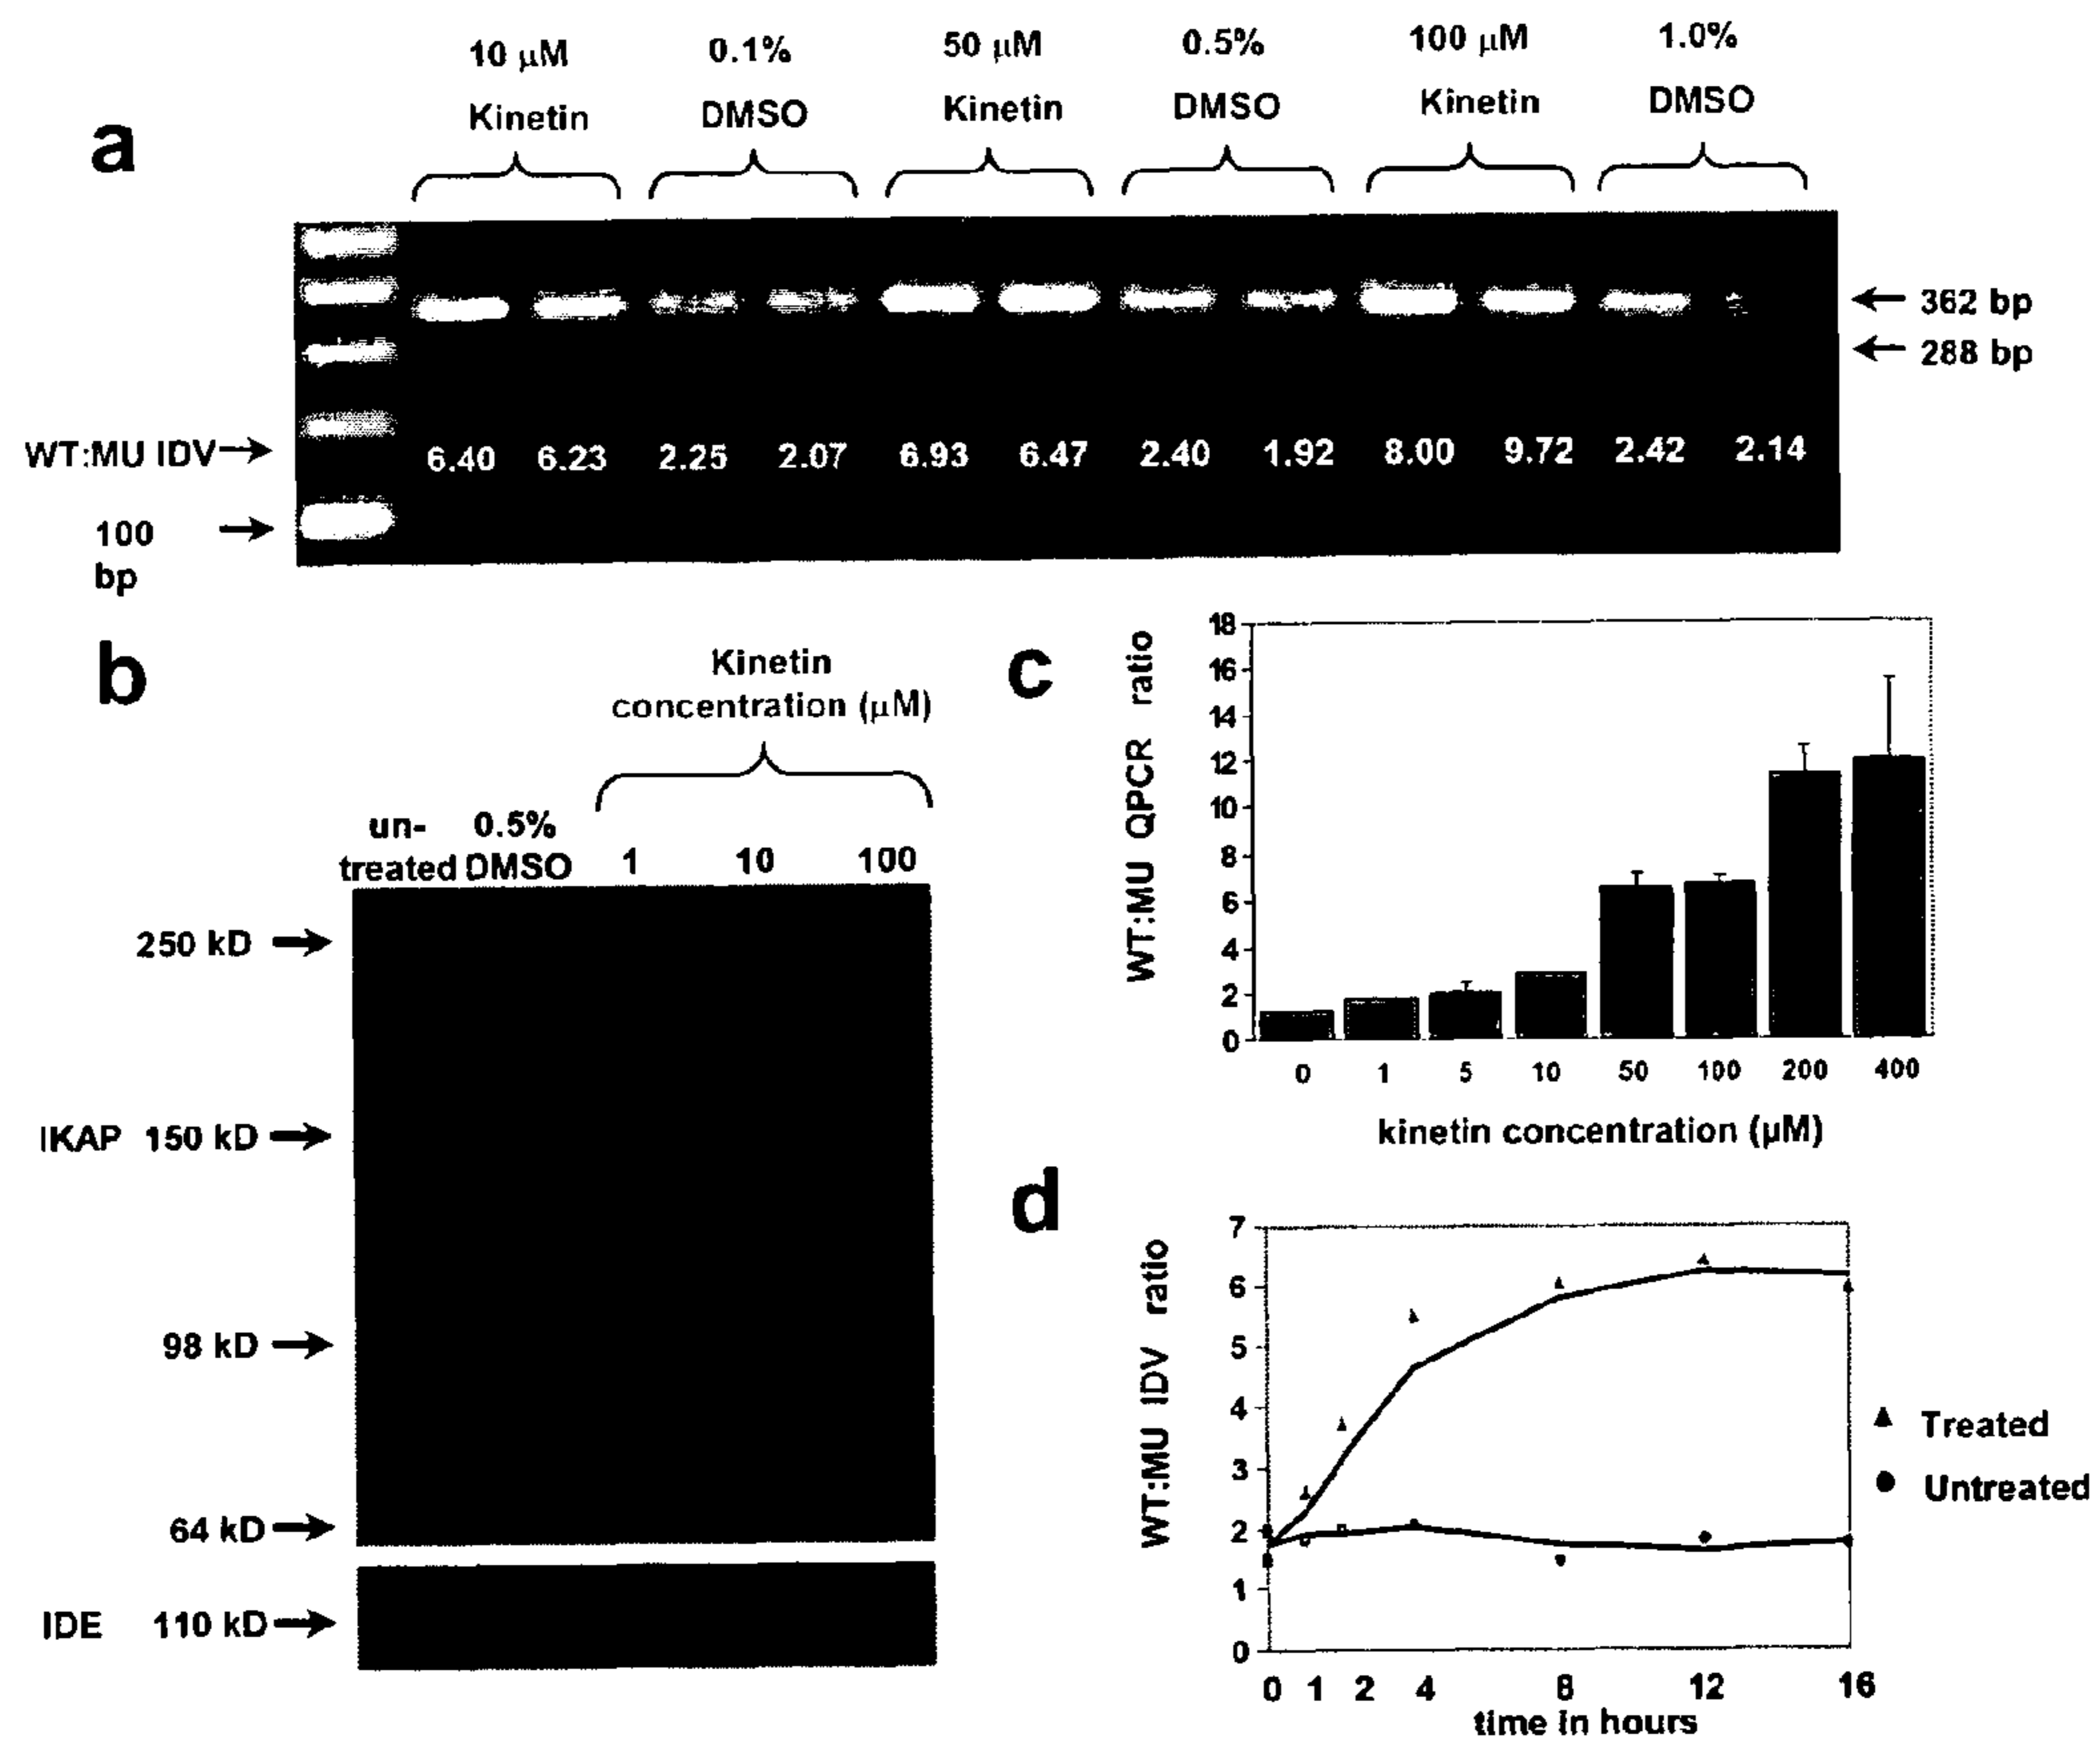 a
10 µM 0.1% 50 µM 0.5% 100 µM 1.0%
Kinetin DMSO Kinetin DMSO Kinetin DMSO
362 bp
288 bp
WT:MU IDV
6.40 6.23 2.25 2.07 6.93 6.47 2.40 1.92 8.00 9.72 2.42 2.14
100
bp
b
Kinetin
concentration (µM)
un- 0.5%
treated DMSO 1 10 100
250 kD
IKAP 150 kD
98 kD
64 kD
IDE 110 kD
c
WT:MU QPCR ratio
18
16
14
12
10
8
6
4
2
0
0 1 5 10 50 100 200 400
kinetin concentration (µM)
d
WT:MU IDV ratio
7
6
5
4
3
2
1
0
0 1 2 4 8 12 16
time in hours
Treated
Untreated